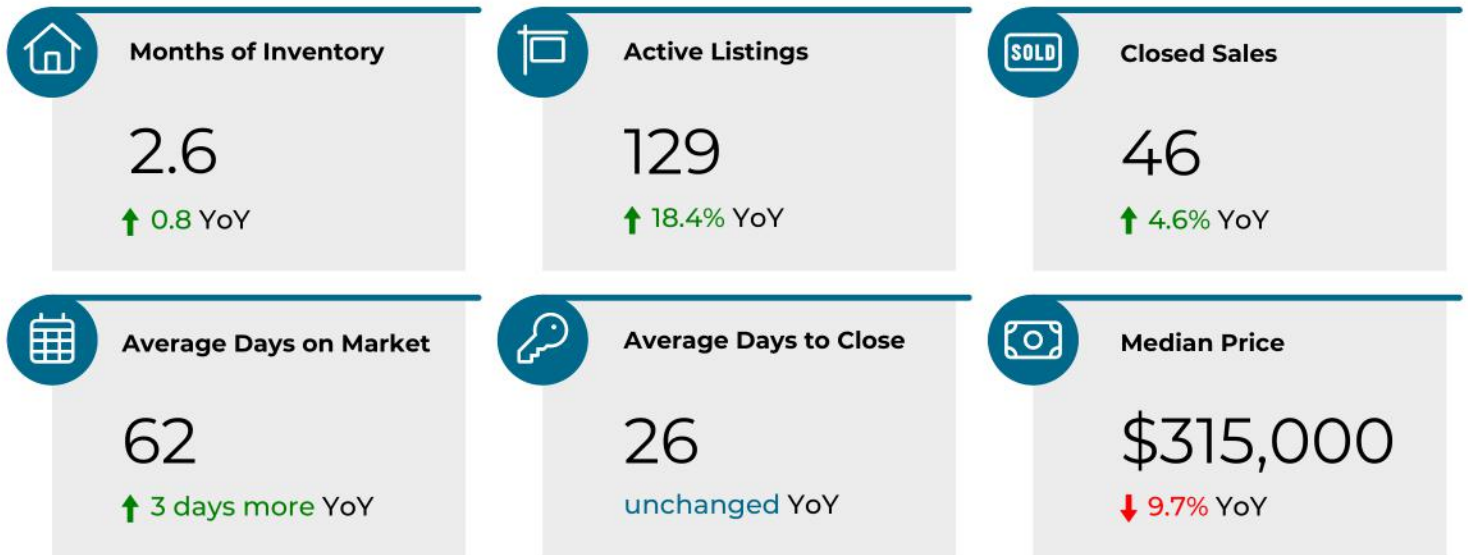 Months of Inventory
2.6
↑ 0.8 YoY
Active Listings
129
↑ 18.4% YoY
SOLD
Closed Sales
46
↑ 4.6% YoY
Average Days on Market
62
↑ 3 days more YoY
Average Days to Close
26
unchanged YoY
Median Price
$315,000
↓ 9.7% YoY